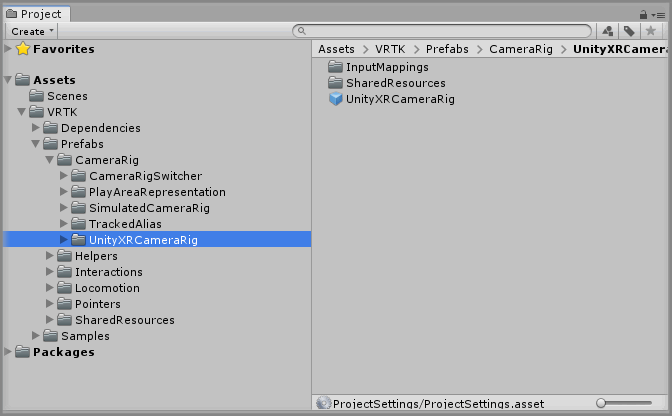 Project
Create
Favorites
Assets
Scenes
VRTK
Dependencies
Prefabs
CameraRig
CameraRigSwitcher
PlayAreaRepresentation
SimulatedCameraRig
TrackedAlias
UnityXRCameraRig
Helpers
Interactions
Locomotion
Pointers
SharedResources
Samples
Packages
Assets > VRTK > Prefabs > CameraRig > UnityXRCamera
InputMappings
SharedResources
UnityXRCameraRig
ProjectSettings/ProjectSettings.asset